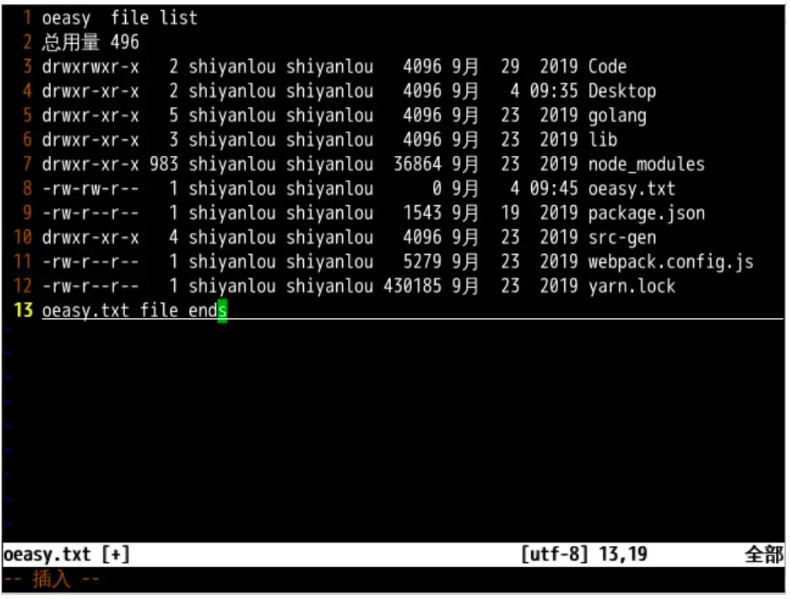 1 oeasy  file list
2 总用量 496
3 drwxrwxr-x   2 shiyanlou shiyanlou   4096 9月  29  2019 Code
4 drwxr-xr-x   2 shiyanlou shiyanlou   4096 9月   4 09:35 Desktop
5 drwxr-xr-x   5 shiyanlou shiyanlou   4096 9月  23  2019 golang
6 drwxr-xr-x   3 shiyanlou shiyanlou   4096 9月  23  2019 lib
7 drwxr-xr-x 983 shiyanlou shiyanlou  36864 9月  23  2019 node_modules
8 -rw-rw-r--   1 shiyanlou shiyanlou      0 9月   4 09:45 oeasy.txt
9 -rw-r--r--   1 shiyanlou shiyanlou   1543 9月  19  2019 package.json
10 drwxr-xr-x   4 shiyanlou shiyanlou   4096 9月  23  2019 src-gen
11 -rw-r--r--   1 shiyanlou shiyanlou   5279 9月  23  2019 webpack.config.js
12 -rw-r--r--   1 shiyanlou shiyanlou 430185 9月  23  2019 yarn.lock
13 oeasy.txt file ends
~
~
~
~
~
~
~
~
~
oeasy.txt [+] [utf-8] 13,19 全部
-- 插入 --